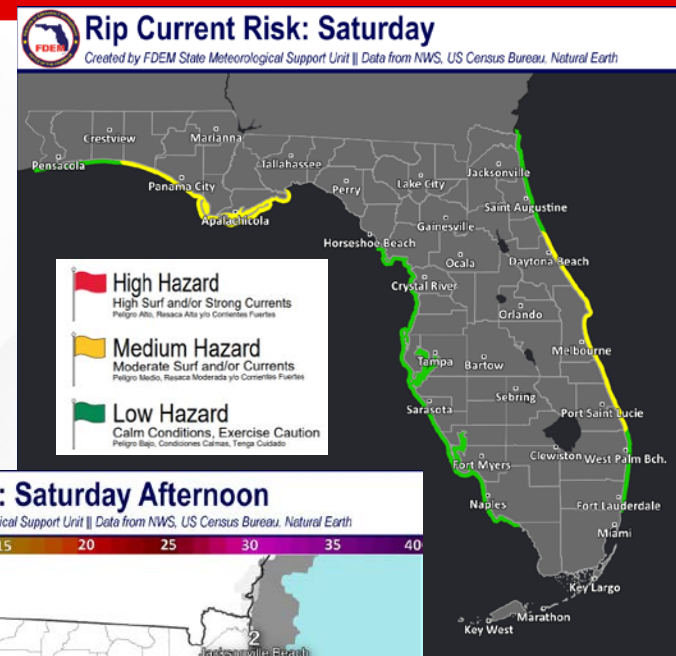 FDEM
Rip Current Risk: Saturday
Created by FDEM State Meteorological Support Unit || Data from NWS, US Census Bureau. Natural Earth
Crestview
Marianna
Pensacola
Tallahassee
Jacksonville
Panama City
Perry
Lake City
Apalachicola
Saint Augustine
Gainesville
Horseshoe Beach
Ocala
Daytona Beach
Crystal River
Orlando
Melbourne
Tampa
Bartow
Sebring
Sarasota
Port Saint Lucie
Fort Myers
Clewiston
West Palm Bch.
Naples
Fort Lauderdale
Miami
Key Largo
Marathon
Key West
High Hazard
High Surf and/or Strong Currents
Peligro Alto, Resaca Alta y/o Corrientes Fuertes
Medium Hazard
Moderate Surf and/or Currents
Peligro Medio, Resaca Moderada y/o Corrientes Fuertes
Low Hazard
Calm Conditions, Exercise Caution
Peligro Bajo, Condiciones Calmas, Tenga Cuidado
: Saturday Afternoon
ical Support Unit || Data from NWS, US Census Bureau. Natural Earth
15 20 25 30 35 40
2
Jacksonville Beach